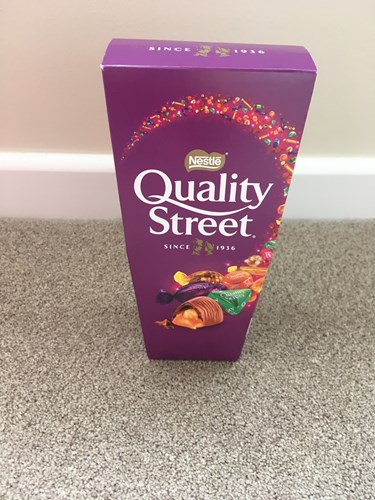 SINCE 1936
Nestlé
Quality
Street
SINCE 1936